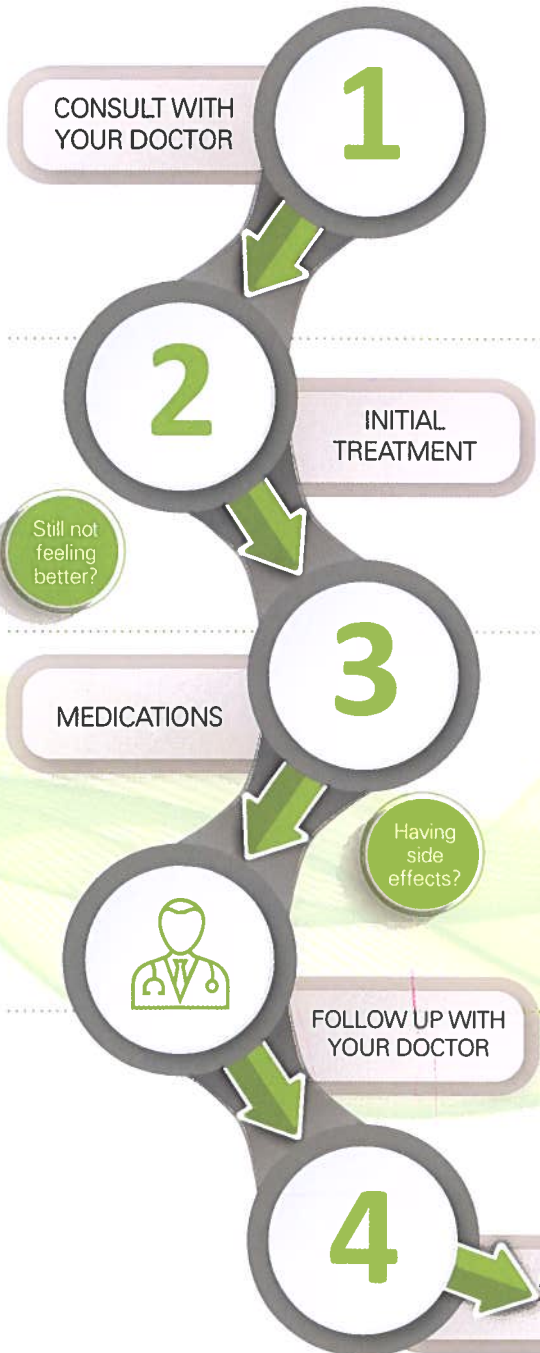 1
CONSULT WITH
YOUR DOCTOR
2
INITIAL
TREATMENT
Still not
feeling
better?
3
MEDICATIONS
Having
side
effects?
FOLLOW UP WITH
YOUR DOCTOR
4